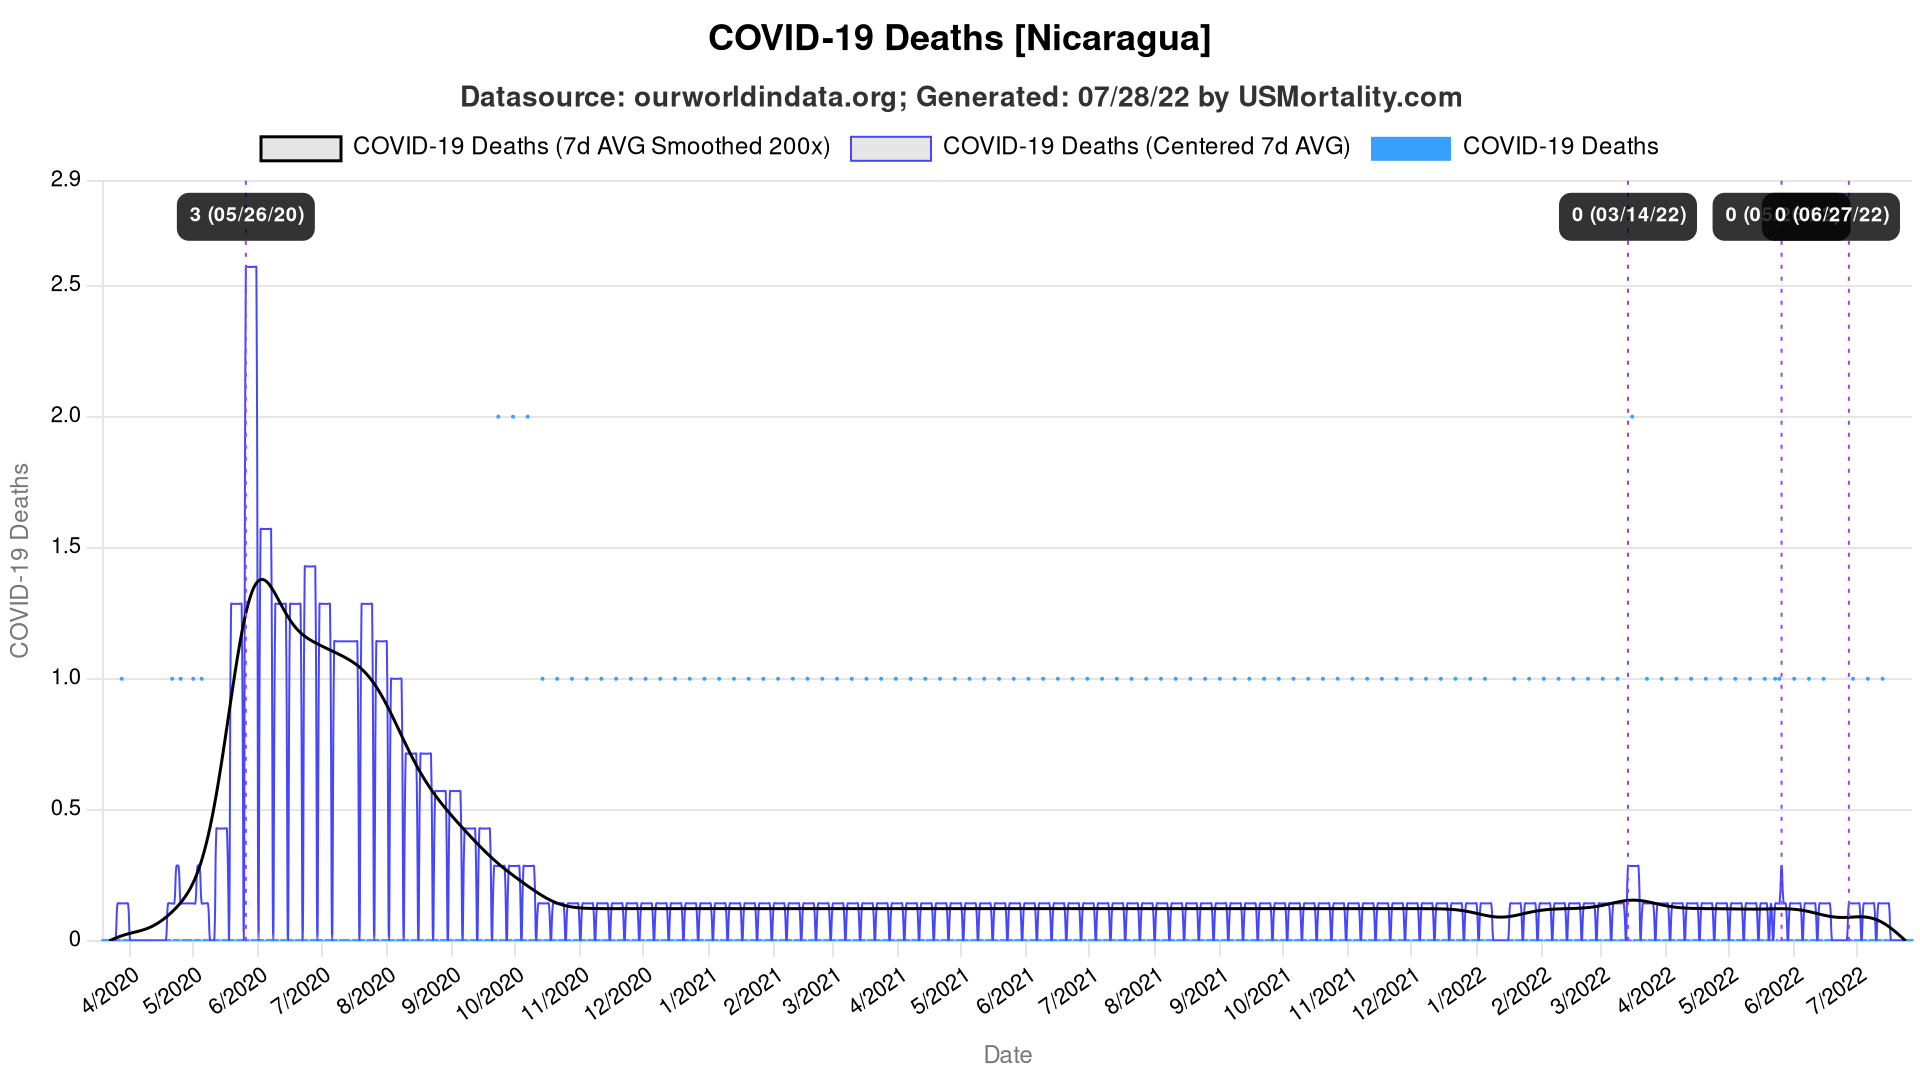 COVID-19 Deaths [Nicaragua]
Datasource: ourworldindata.org; Generated: 07/28/22 by USMortality.com
COVID-19 Deaths (7d AVG Smoothed 200x) COVID-19 Deaths (Centered 7d AVG) COVID-19 Deaths
2.9
3 (05/26/20) 0 (03/14/22) 0 (05 0 (06/27/22)
2.5
2.0
1.5
1.0
0.5
0
COVID-19 Deaths
4/2020 5/2020 6/2020 7/2020 8/2020 9/2020 10/2020 11/2020 12/2020 1/2021 2/2021 3/2021 4/2021 5/2021 6/2021 7/2021 8/2021 9/2021 10/2021 11/2021 12/2021 1/2022 2/2022 3/2022 4/2022 5/2022 6/2022 7/2022
Date